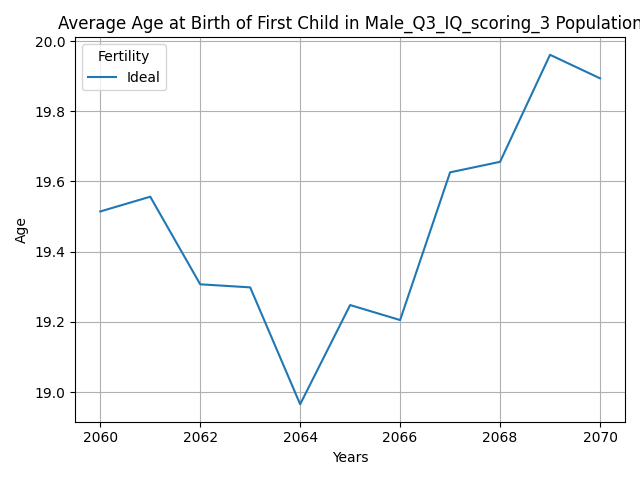 Average Age at Birth of First Child in Male_Q3_IQ_scoring_3 Population
20.0
19.8
19.6
19.4
19.2
19.0
Age
Fertility
Ideal
2060
2062
2064
2066
2068
2070
Years